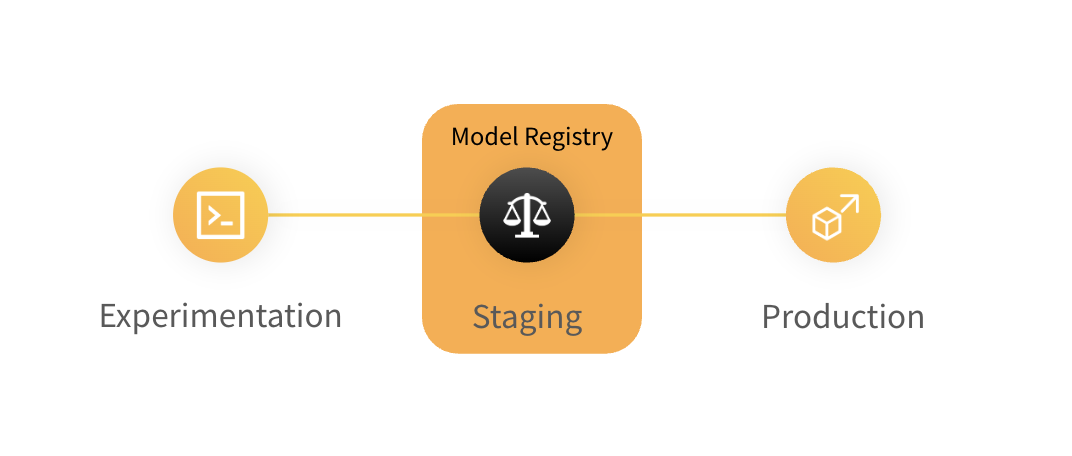 Model Registry
Experimentation
Staging
Production